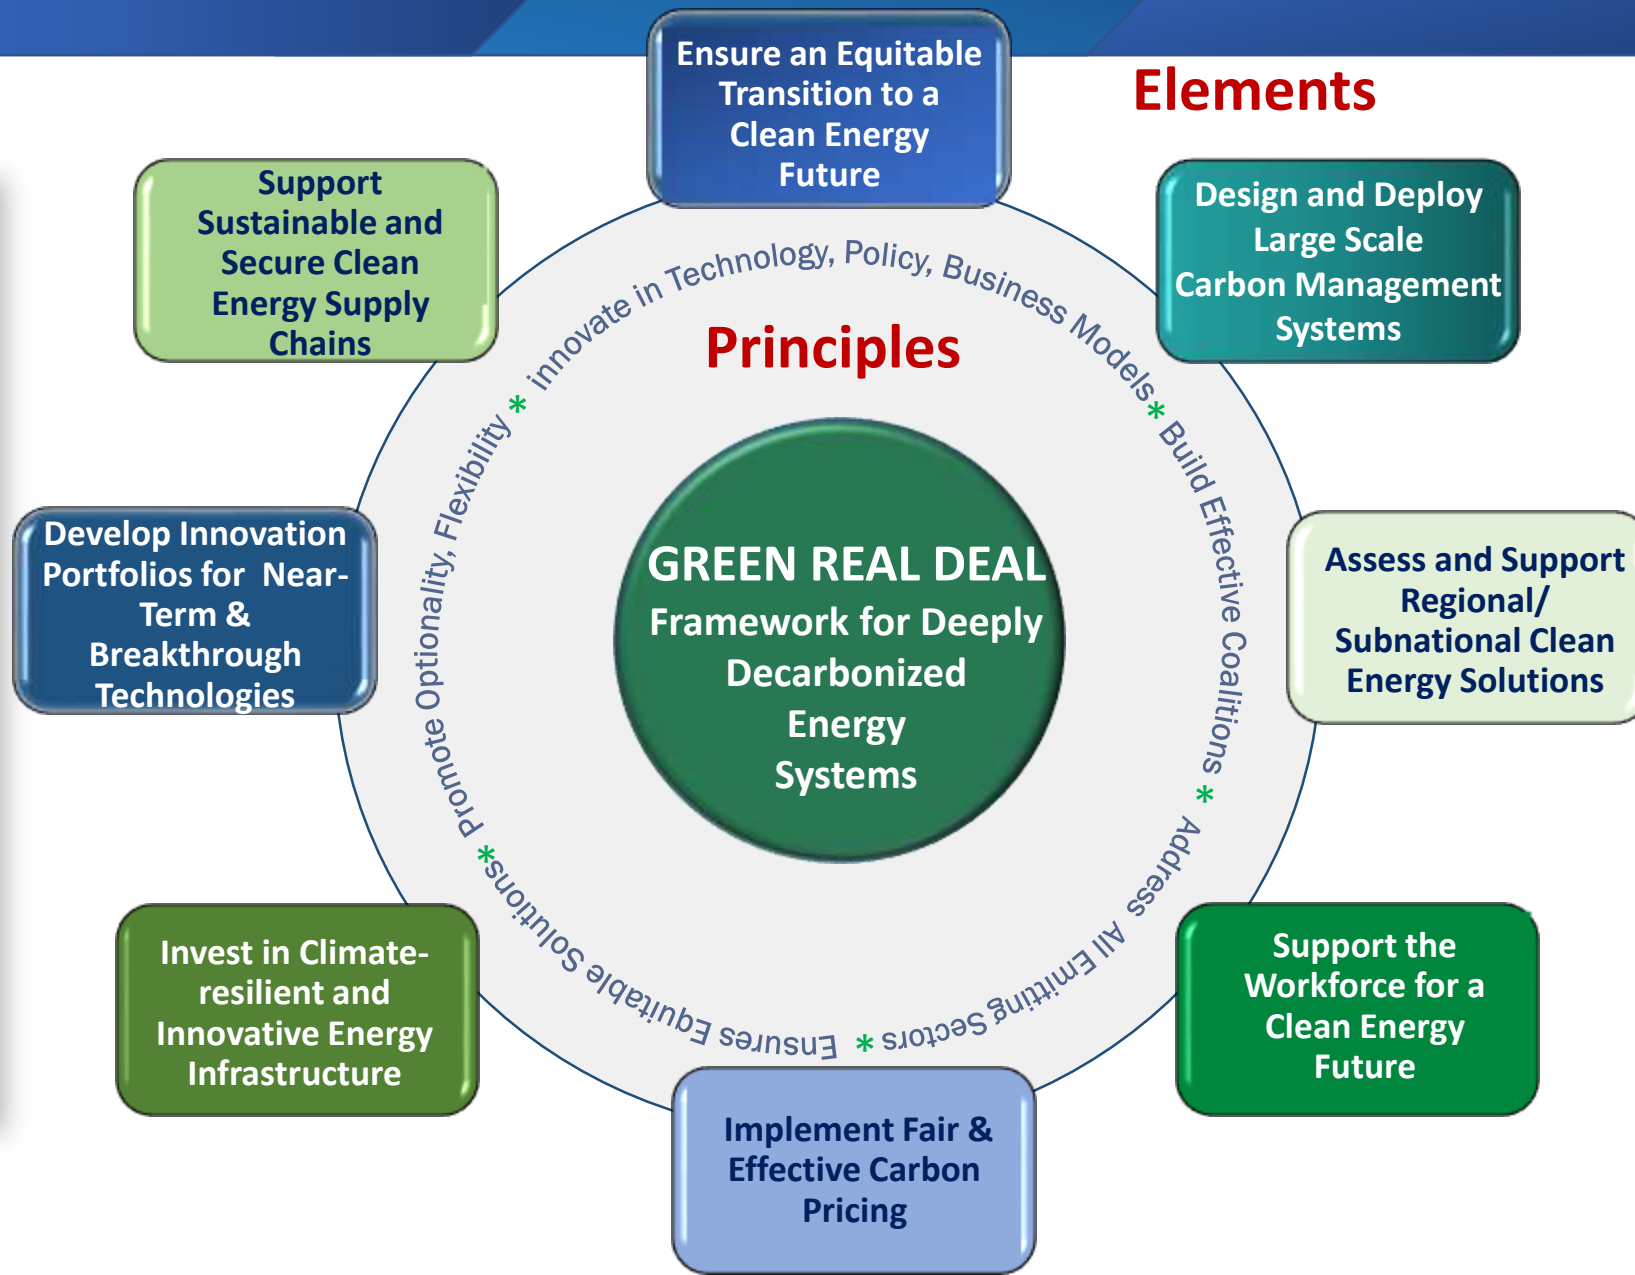 Ensure an Equitable
Transition to a
Clean Energy
Future
Elements
Design and Deploy
Large Scale
Carbon Management
Systems
Assess and Support
Regional/
Subnational Clean
Energy Solutions
Support the
Workforce for a
Clean Energy
Future
Implement Fair &
Effective Carbon
Pricing
Invest in Climate-
resilient and
Innovative Energy
Infrastructure
Develop Innovation
Portfolios for Near-
Term &
Breakthrough
Technologies
Support
Sustainable and
Secure Clean
Energy Supply
Chains
Principles
innovate in Technology, Policy, Business Models * Build Effective Coalitions * Address All Emitting Sectors * Ensures Equitable Solutions * Promote Optionality, Flexibility *
GREEN REAL DEAL
Framework for Deeply
Decarbonized
Energy
Systems